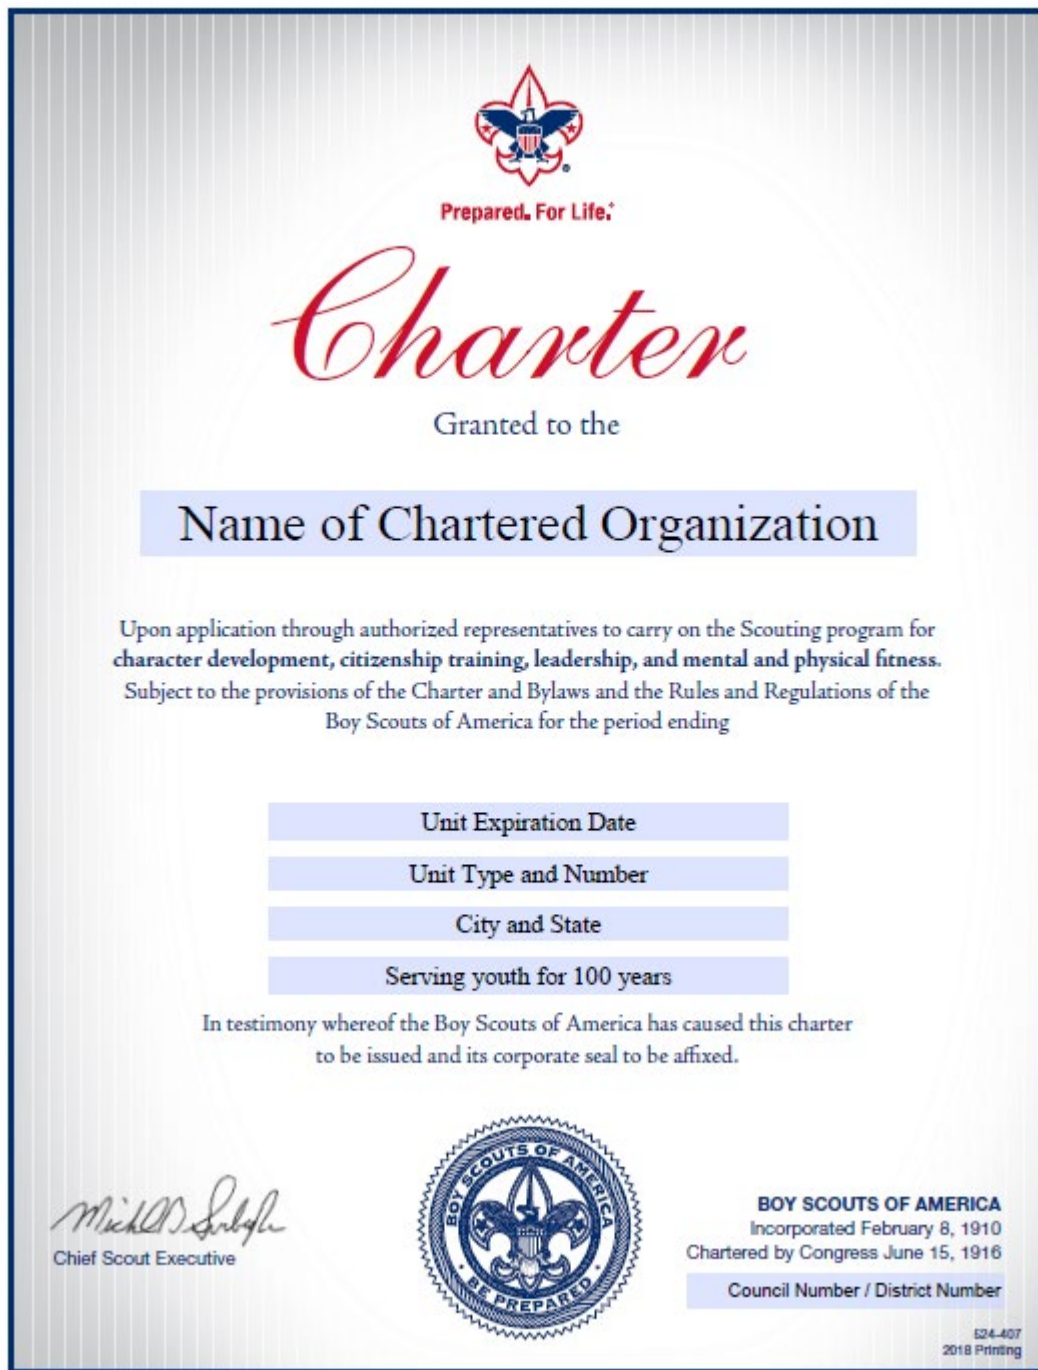 Prepared. For Life.®
Charter
Granted to the
Name of Chartered Organization
Upon application through authorized representatives to carry on the Scouting program for
character development, citizenship training, leadership, and mental and physical fitness.
Subject to the provisions of the Charter and Bylaws and the Rules and Regulations of the
Boy Scouts of America for the period ending
Unit Expiration Date
Unit Type and Number
City and State
Serving youth for 100 years
In testimony whereof the Boy Scouts of America has caused this charter
to be issued and its corporate seal to be affixed.
Chief Scout Executive
BOY SCOUTS OF AMERICA
BE PREPARED
BOY SCOUTS OF AMERICA
Incorporated February 8, 1910
Chartered by Congress June 15, 1916
Council Number / District Number
524-407
2018 Printing